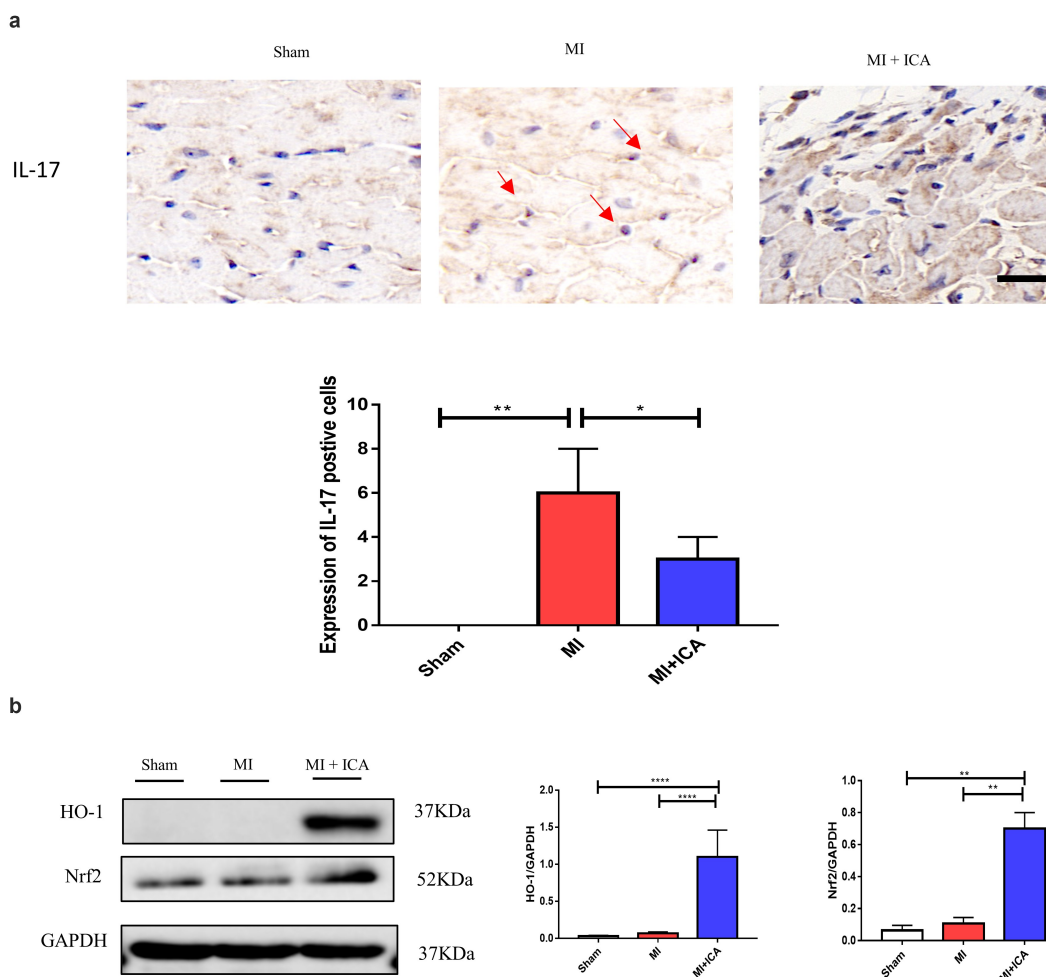 a
Sham
MI
MI + ICA
IL-17
Expression of IL-17 postive cells
10
8
6
4
2
0
**
*
Sham
MI
MI+ICA
b
Sham
MI
MI + ICA
HO-1
37KDa
Nrf2
52KDa
GAPDH
37KDa
HO-1/GAPDH
2.0
1.5
1.0
0.5
0.0
****
****
Sham
MI
MI+ICA
Nrf2/GAPDH
1.0
0.8
0.6
0.4
0.2
0.0
**
**
Sham
MI
MI+ICA